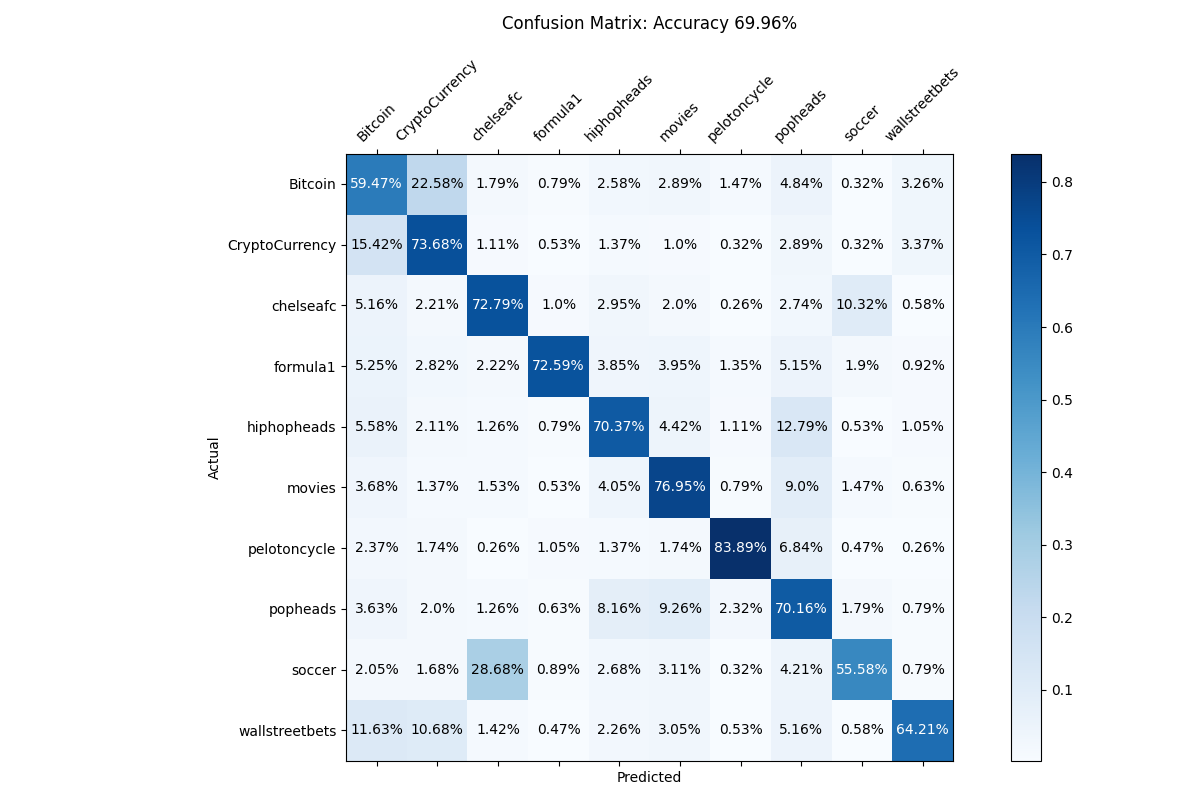 Confusion Matrix: Accuracy 69.96%
Bitcoin CryptoCurrency chelseafc formula1 hiphopheads movies pelotoncycle popheads soccer wallstreetbets
Bitcoin 59.47% 22.58% 1.79% 0.79% 2.58% 2.89% 1.47% 4.84% 0.32% 3.26%
CryptoCurrency 15.42% 73.68% 1.11% 0.53% 1.37% 1.0% 0.32% 2.89% 0.32% 3.37%
chelseafc 5.16% 2.21% 72.79% 1.0% 2.95% 2.0% 0.26% 2.74% 10.32% 0.58%
formula1 5.25% 2.82% 2.22% 72.59% 3.85% 3.95% 1.35% 5.15% 1.9% 0.92%
hiphopheads 5.58% 2.11% 1.26% 0.79% 70.37% 4.42% 1.11% 12.79% 0.53% 1.05%
movies 3.68% 1.37% 1.53% 0.53% 4.05% 76.95% 0.79% 9.0% 1.47% 0.63%
pelotoncycle 2.37% 1.74% 0.26% 1.05% 1.37% 1.74% 83.89% 6.84% 0.47% 0.26%
popheads 3.63% 2.0% 1.26% 0.63% 8.16% 9.26% 2.32% 70.16% 1.79% 0.79%
soccer 2.05% 1.68% 28.68% 0.89% 2.68% 3.11% 0.32% 4.21% 55.58% 0.79%
wallstreetbets 11.63% 10.68% 1.42% 0.47% 2.26% 3.05% 0.53% 5.16% 0.58% 64.21%
Actual
Predicted
0.8
0.7
0.6
0.5
0.4
0.3
0.2
0.1